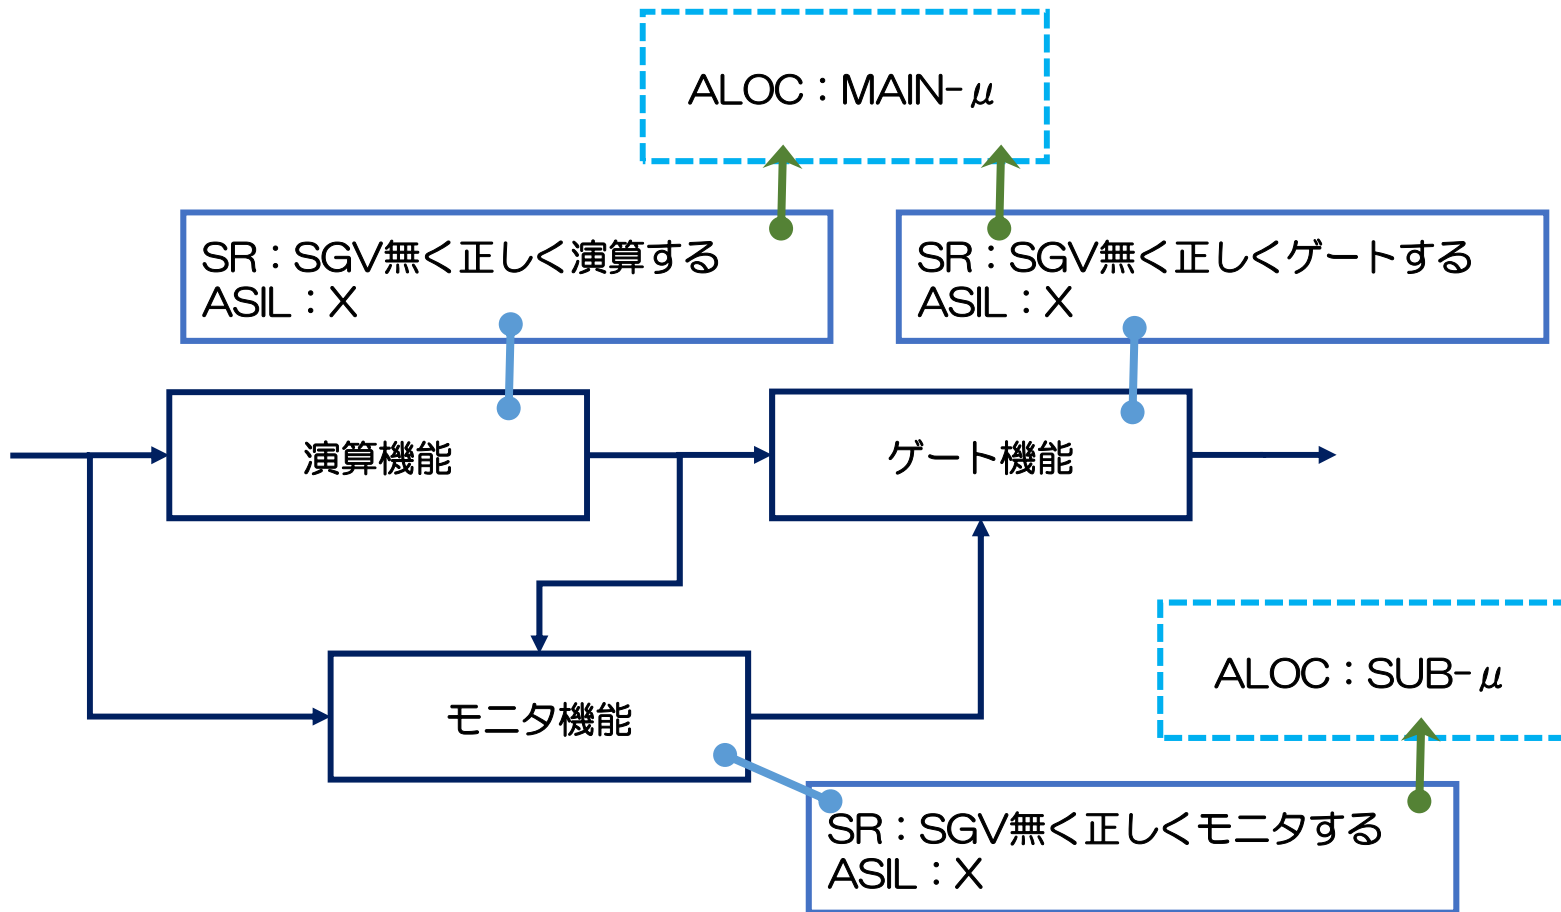 ALOC：MAIN-μ
SR：SGV無く正しく演算する
ASIL：X
SR：SGV無く正しくゲートする
ASIL：X
演算機能
ゲート機能
ALOC：SUB-μ
モニタ機能
SR：SGV無く正しくモニタする
ASIL：X